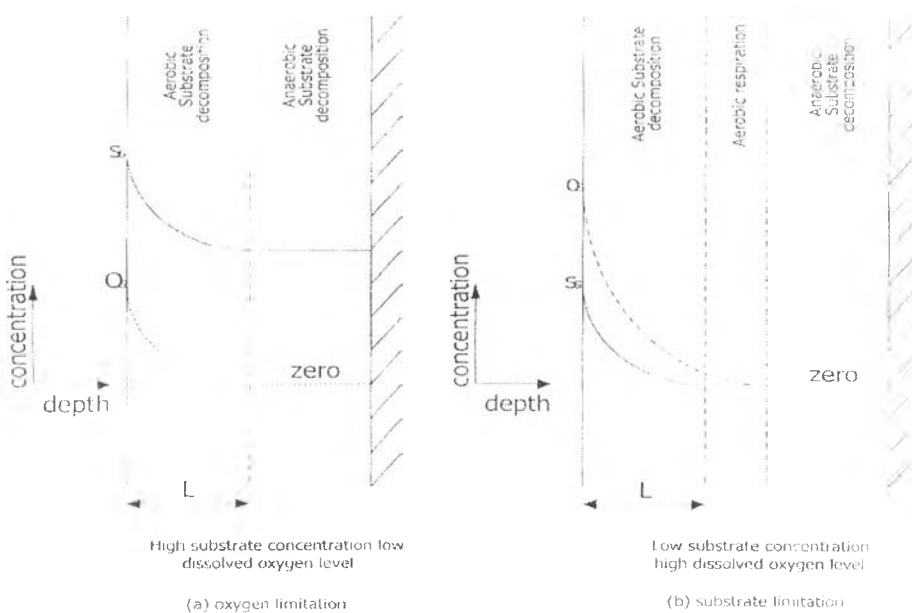 Aerobic
Substrate
decomposition
Anaerobic
Substrate
decomposition
S
O
concentration
depth
zero
L
High substrate concentration low
dissolved oxygen level
(a) oxygen limitation
Aerobic Substrate
decomposition
Aerobic respiration
Anaerobic
Substrate
decomposition
O
S
concentration
depth
zero
L
Low substrate concentration
high dissolved oxygen level
(b) substrate limitation